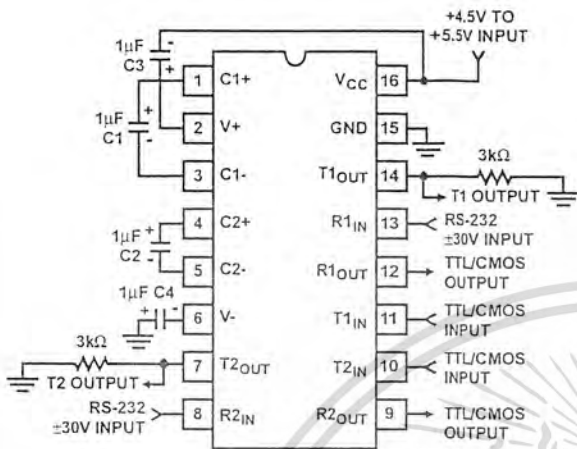 +4.5V TO
+5.5V INPUT
1µF
C3
-
+
1 C1+
VCC 16
1µF
C1
+
-
2 V+
GND 15
3 C1-
T1OUT 14
3kΩ
T1 OUTPUT
4 C2+
R1IN 13
RS-232
±30V INPUT
1µF
C2
+
-
5 C2-
R1OUT 12
TTL/CMOS
OUTPUT
1µF C4
+
-
6 V-
T1IN 11
TTL/CMOS
INPUT
3kΩ
7 T2OUT
T2IN 10
TTL/CMOS
INPUT
T2 OUTPUT
RS-232
±30V INPUT
8 R2IN
R2OUT 9
TTL/CMOS
OUTPUT